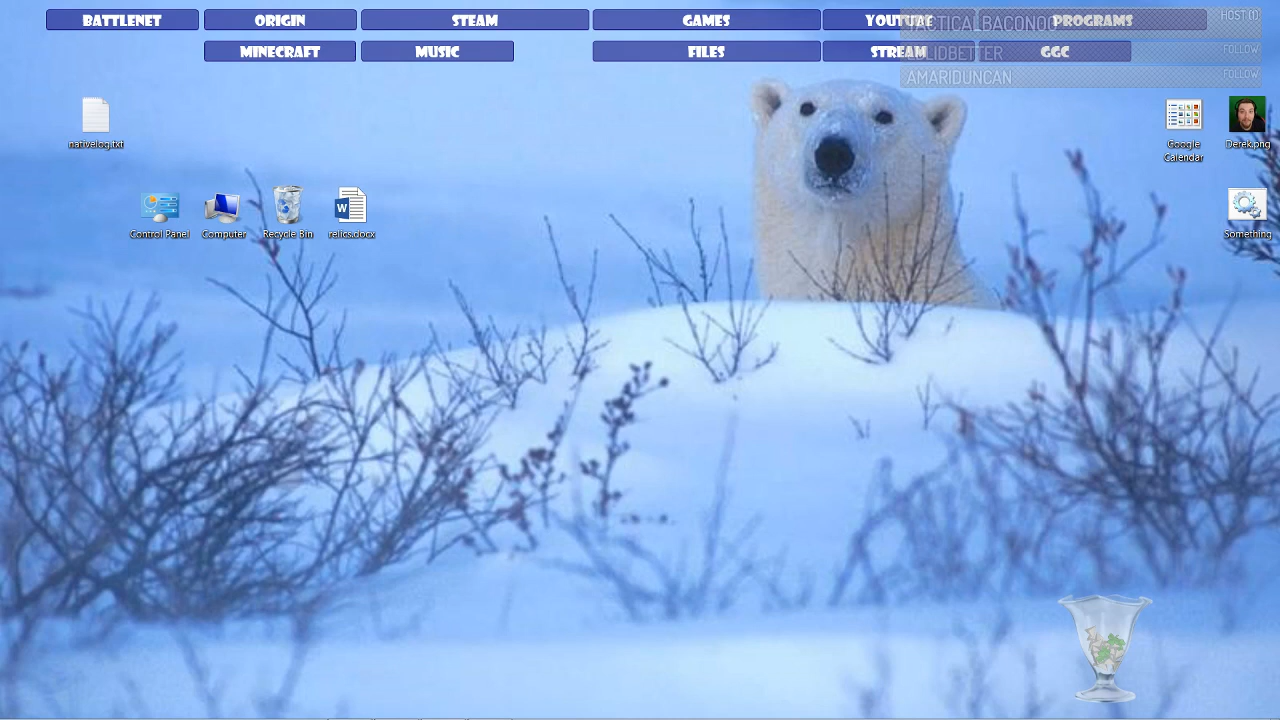 BATTLENET
ORIGIN
STEAM
GAMES
YOUTUBE
PROGRAMS
TACTICALBACON00
HOST (1)
MINECRAFT
MUSIC
FILES
STREAM
GGC
FOLLOW
AMARIDUNCAN
FOLLOW
nativelog.txt
Google
Calendar
Derek.png
Control Panel
Computer
Recycle Bin
relics.docx
Something